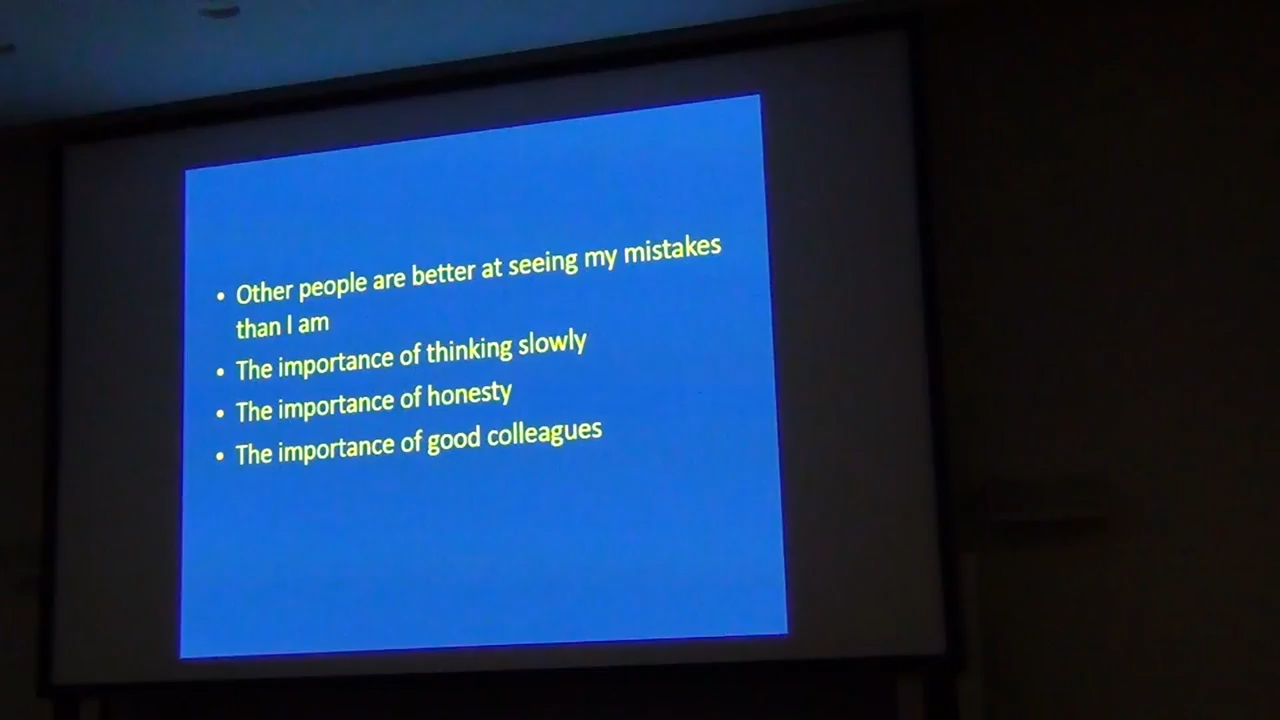 • Other people are better at seeing my mistakes
than I am
• The importance of thinking slowly
• The importance of honesty
• The importance of good colleagues